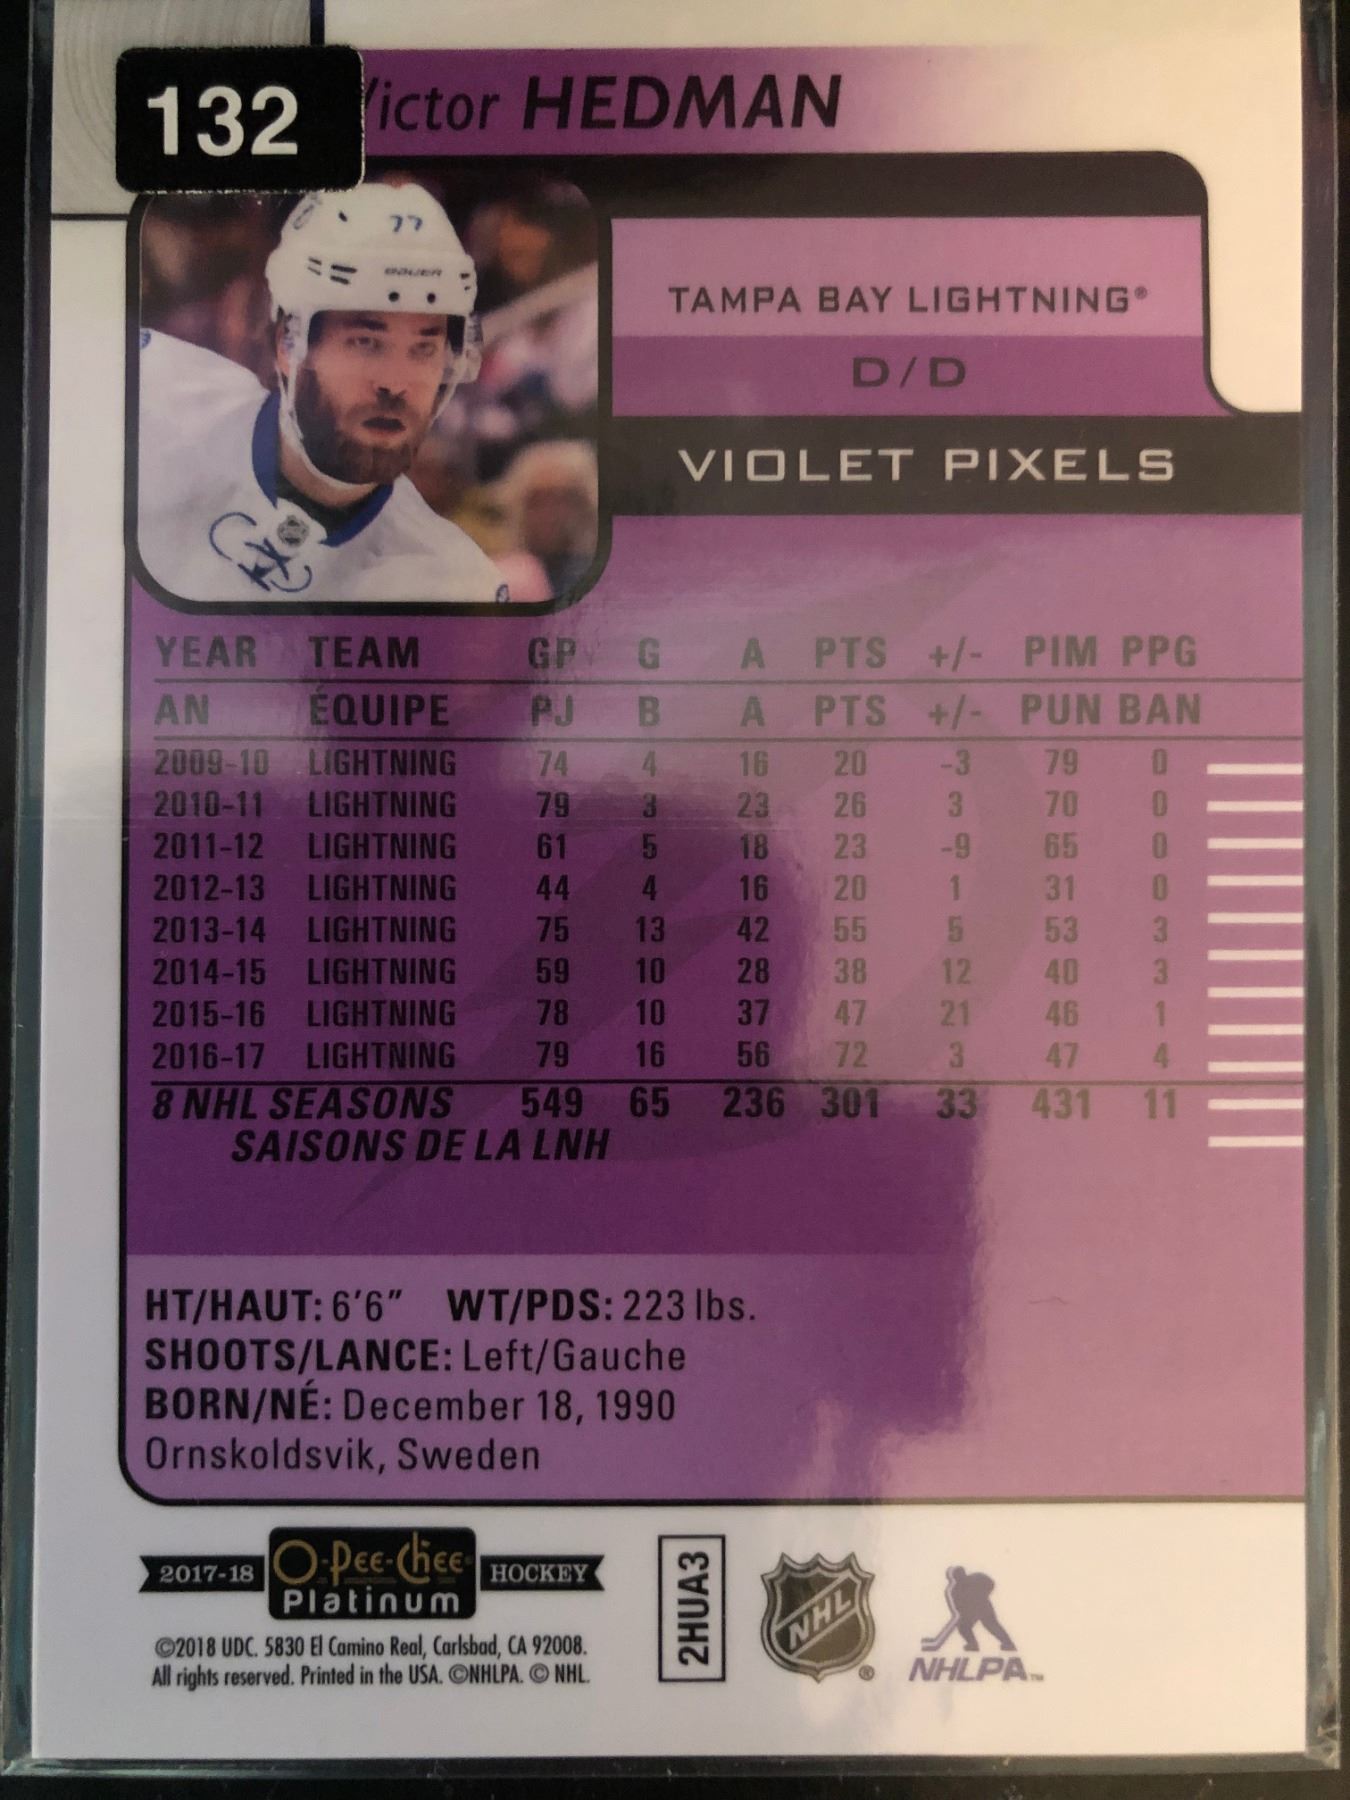 132
Victor HEDMAN
77
BAUER
TAMPA BAY LIGHTNING®
D/D
VIOLET PIXELS
YEAR TEAM GP G A PTS +/- PIM PPG
AN ÉQUIPE PJ B A PTS +/- PUN BAN
2009-10 LIGHTNING 74 4 16 20 -3 79 0
2010-11 LIGHTNING 79 3 23 26 3 70 0
2011-12 LIGHTNING 61 5 18 23 -9 65 0
2012-13 LIGHTNING 44 4 16 20 1 31 0
2013-14 LIGHTNING 75 13 42 55 5 53 3
2014-15 LIGHTNING 59 10 28 38 12 40 3
2015-16 LIGHTNING 78 10 37 47 21 46 1
2016-17 LIGHTNING 79 16 56 72 3 47 4
8 NHL SEASONS 549 65 236 301 33 431 11
SAISONS DE LA LNH
HT/HAUT: 6'6" WT/PDS: 223 lbs.
SHOOTS/LANCE: Left/Gauche
BORN/NÉ: December 18, 1990
Ornskoldsvik, Sweden
2017-18 O-Pee-Chee HOCKEY
Platinum
©2018 UDC. 5830 El Camino Real, Carlsbad, CA 92008.
All rights reserved. Printed in the USA. ©NHLPA. © NHL.
2HUA3
NHL®
NHLPA™